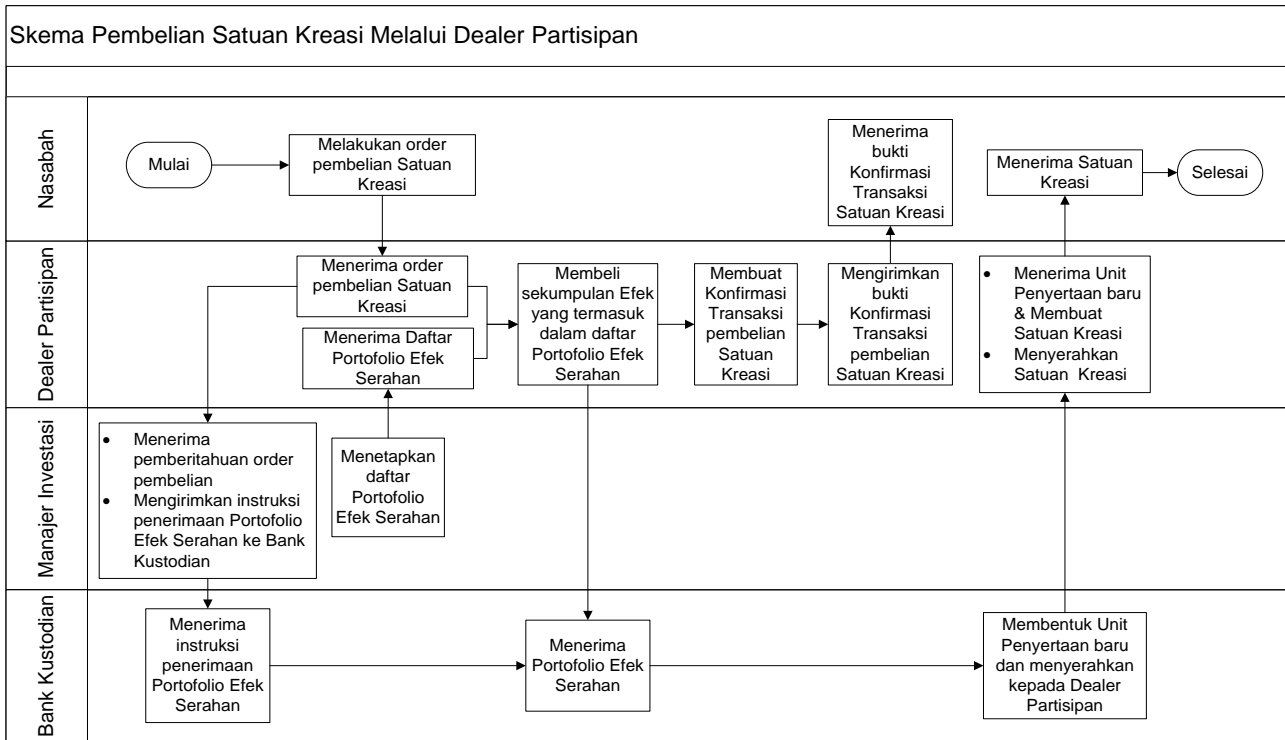 Skema Pembelian Satuan Kreasi Melalui Dealer Partisipan
Nasabah
Mulai
Melakukan order
pembelian Satuan
Kreasi
Menerima
bukti
Konfirmasi
Transaksi
Satuan Kreasi
Menerima Satuan
Kreasi
Selesai
Dealer Partisipan
Menerima order
pembelian Satuan
Kreasi
Menerima Daftar
Portofolio Efek
Serahan
Membeli
sekumpulan Efek
yang termasuk
dalam daftar
Portofolio Efek
Serahan
Membuat
Konfirmasi
Transaksi
pembelian
Satuan
Kreasi
Mengirimkan
bukti
Konfirmasi
Transaksi
pembelian
Satuan Kreasi
• Menerima Unit
Penyertaan baru
& Membuat
Satuan Kreasi
• Menyerahkan
Satuan Kreasi
Manajer Investasi
• Menerima
pemberitahuan order
pembelian
• Mengirimkan instruksi
penerimaan Portofolio
Efek Serahan ke Bank
Kustodian
Menetapkan
daftar
Portofolio
Efek Serahan
Bank Kustodian
Menerima
instruksi
penerimaan
Portofolio Efek
Serahan
Menerima
Portofolio Efek
Serahan
Membentuk Unit
Penyertaan baru
dan menyerahkan
kepada Dealer
Partisipan